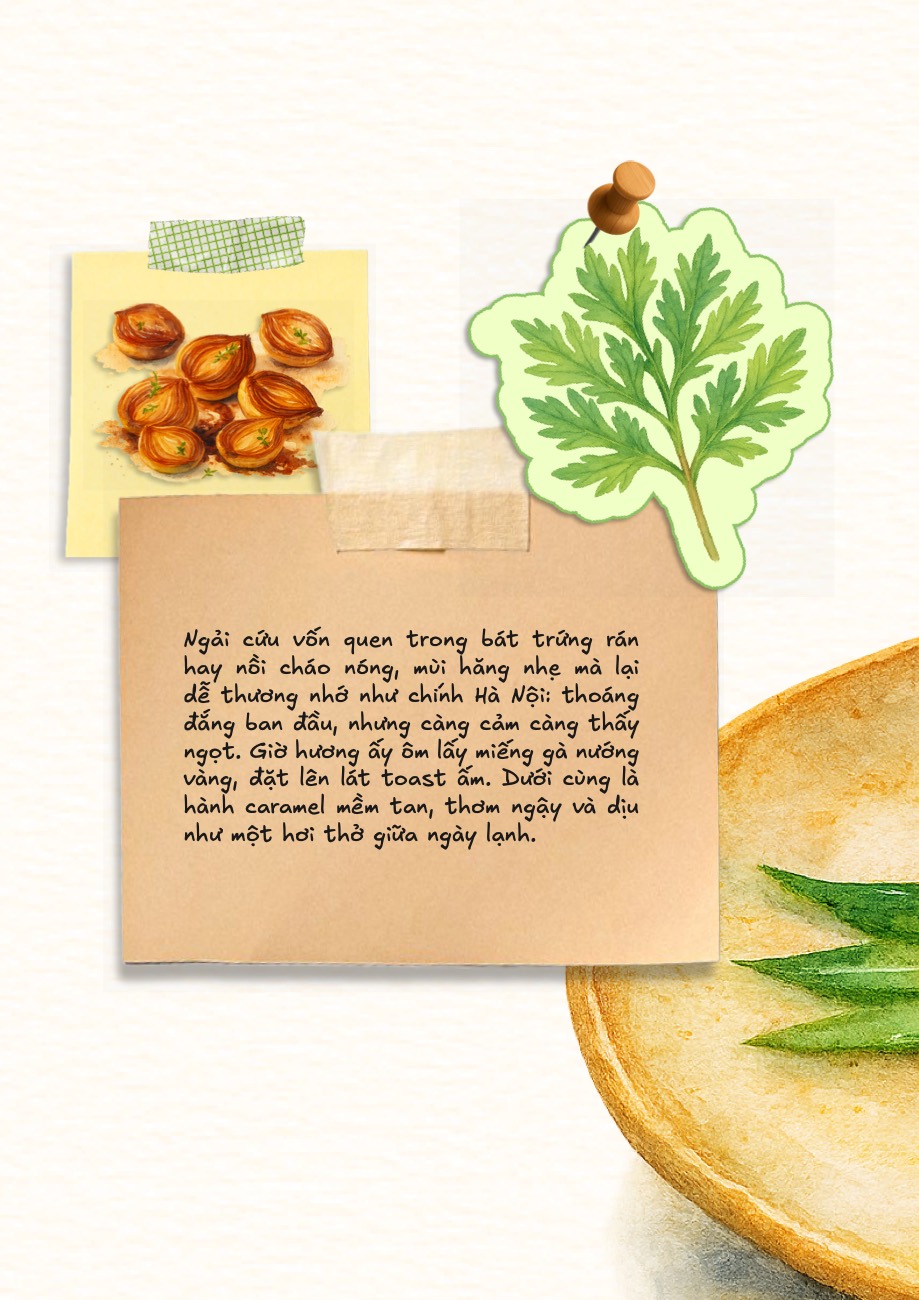 Ngải cứu vốn quen trong bát trứng rán
hay nồi cháo nóng, mùi hăng nhẹ mà lại
dễ thương nhớ như chính Hà Nội: thoáng
đắng ban đầu, nhưng càng cảm càng thấy
ngọt. Giờ hương ấy ôm lấy miếng gà nướng
vàng, đặt lên lát toast ấm. Dưới cùng là
hành caramel mềm tan, thơm ngậy và dịu
như một hơi thở giữa ngày lạnh.